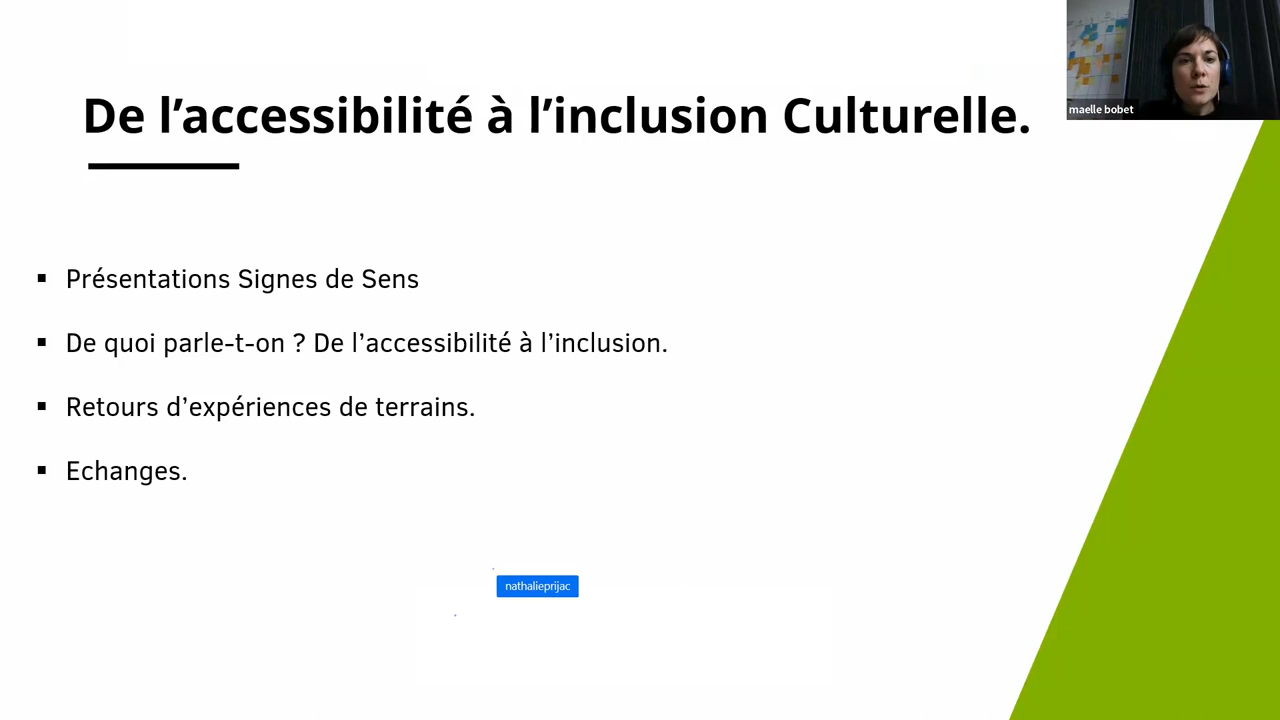 De l’accessibilité à l’inclusion Culturelle.
maelle bobet
▪ Présentations Signes de Sens
▪ De quoi parle-t-on ? De l’accessibilité à l’inclusion.
▪ Retours d’expériences de terrains.
▪ Echanges.
nathalieprijac